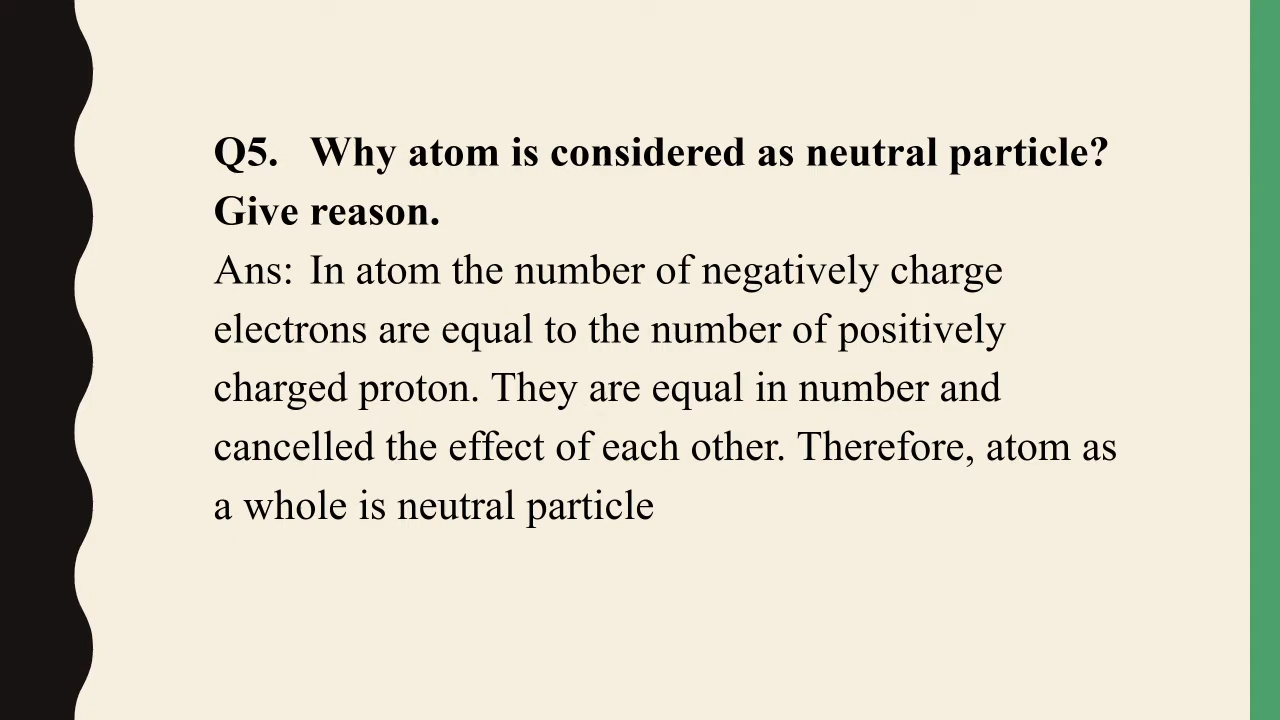 Q5. Why atom is considered as neutral particle?
Give reason.
Ans: In atom the number of negatively charge
electrons are equal to the number of positively
charged proton. They are equal in number and
cancelled the effect of each other. Therefore, atom as
a whole is neutral particle